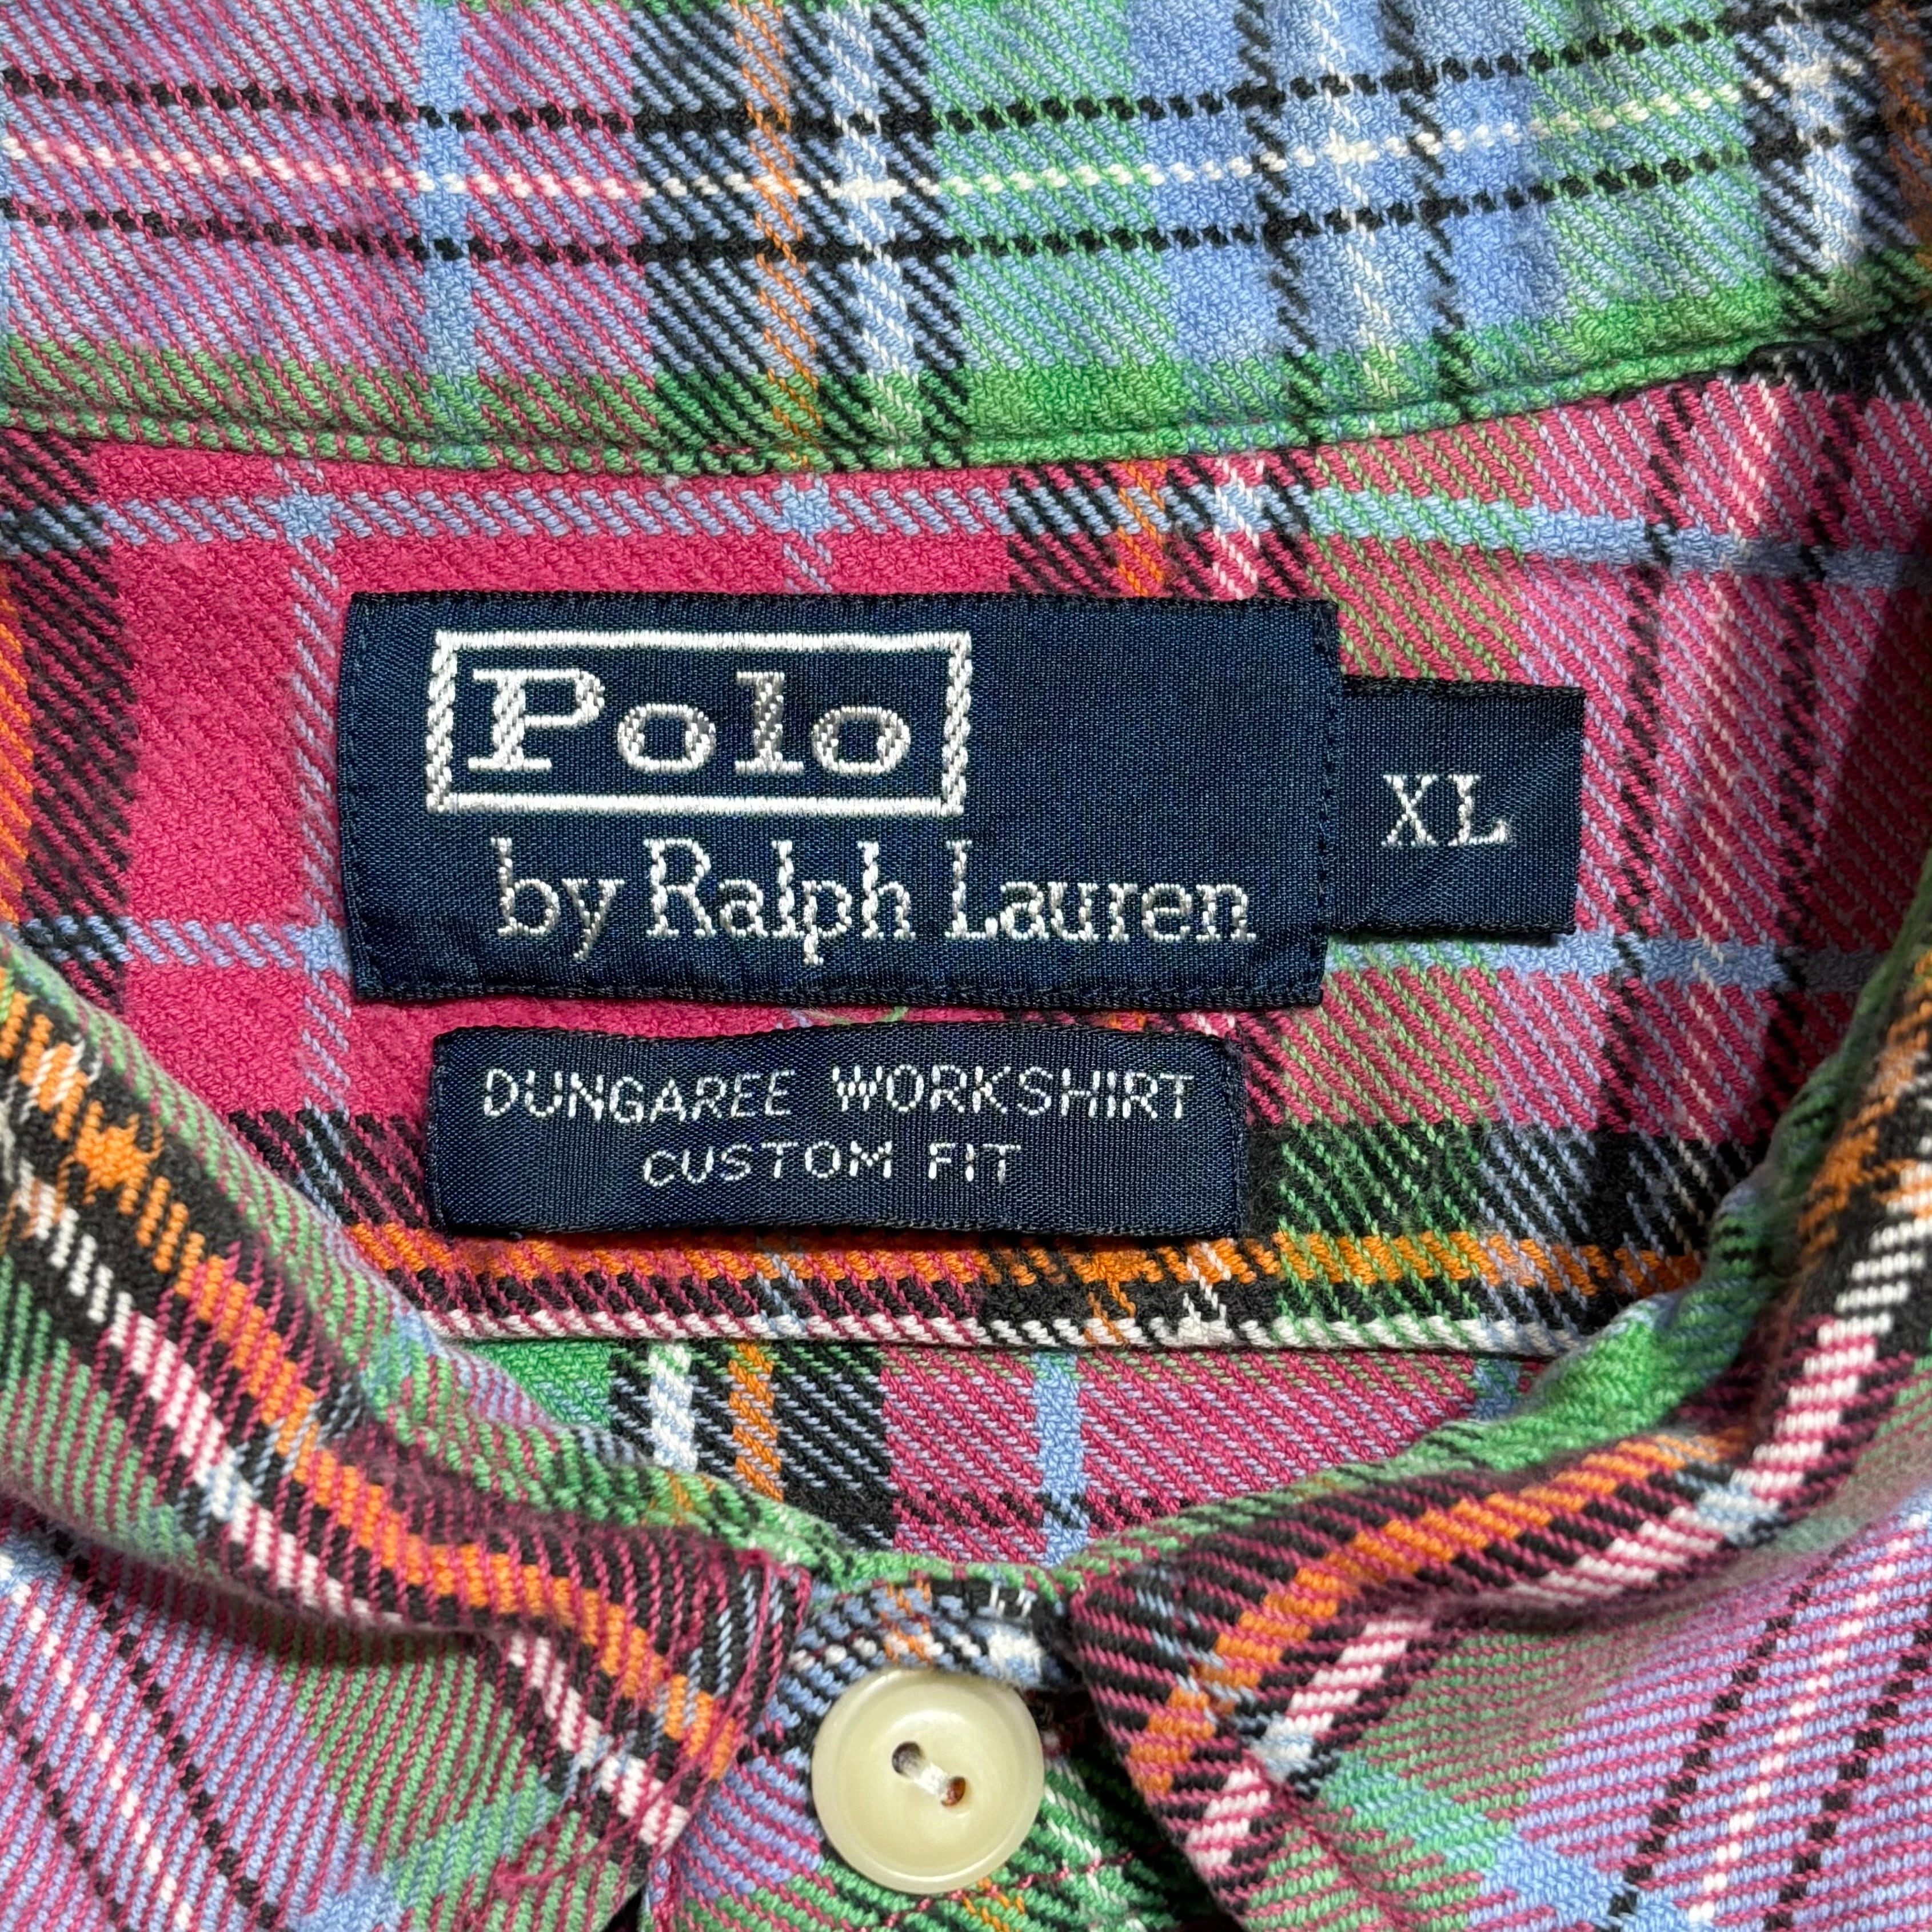 Polo
by Ralph Lauren
XL
DUNGAREE WORKSHIRT
CUSTOM FIT